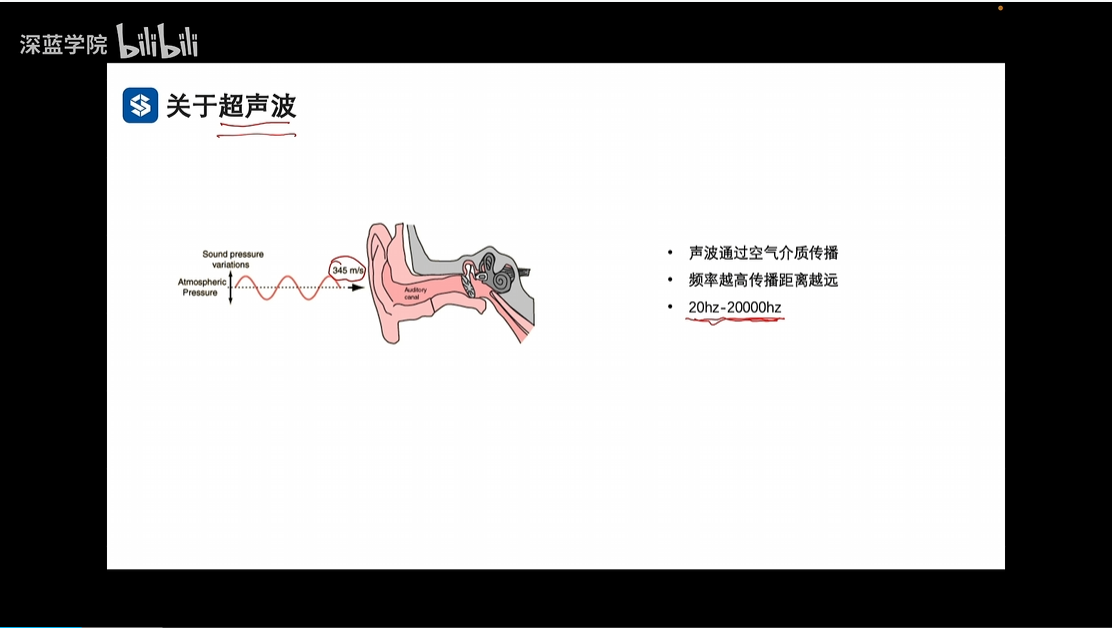 深蓝学院 bilibili
关于超声波
Sound pressure
variations
Atmospheric
Pressure
345 m/s
Auditory
canal
• 声波通过空气介质传播
• 频率越高传播距离越远
• 20hz-20000hz